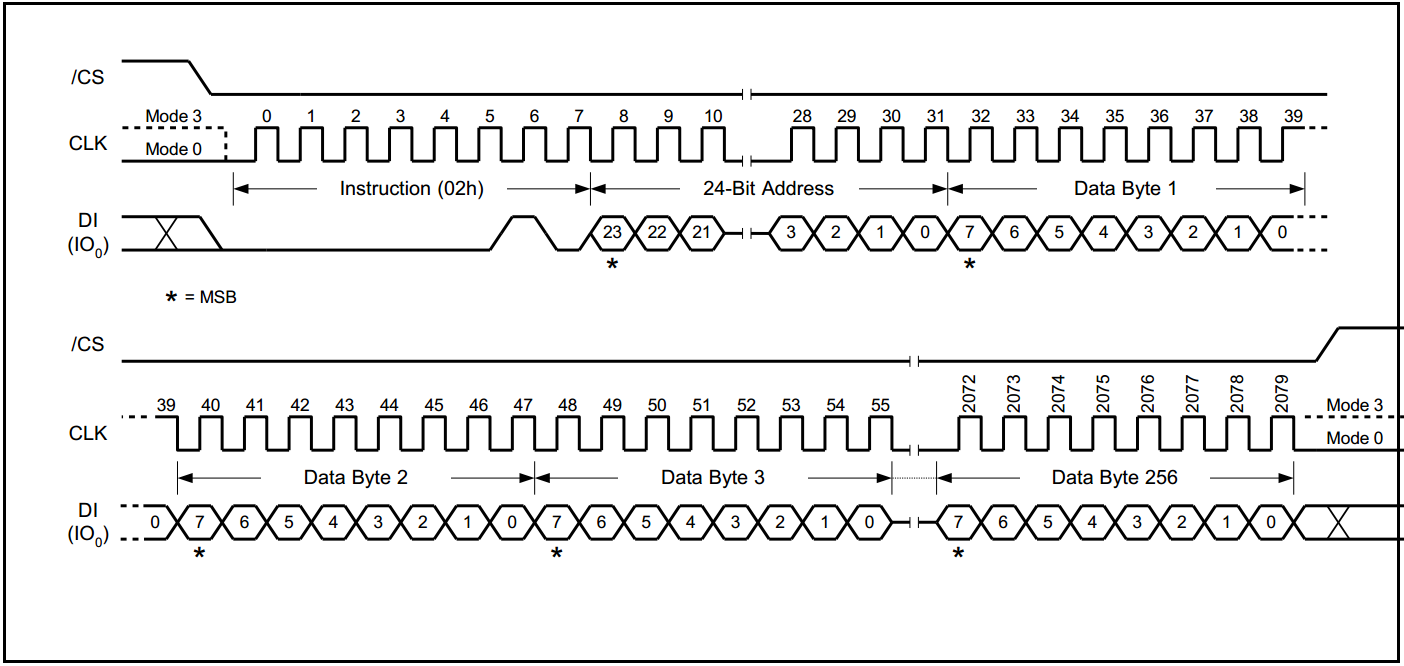 /CS
Mode 3 0 1 2 3 4 5 6 7 8 9 10 28 29 30 31 32 33 34 35 36 37 38 39
CLK
Mode 0
Instruction (02h) 24-Bit Address Data Byte 1
DI
(IO0) 23 22 21 3 2 1 0 7 6 5 4 3 2 1 0
* *
* = MSB
/CS
39 40 41 42 43 44 45 46 47 48 49 50 51 52 53 54 55 2072 2073 2074 2075 2076 2077 2078 2079 Mode 3
CLK Mode 0
Data Byte 2 Data Byte 3 Data Byte 256
DI
(IO0) 0 7 6 5 4 3 2 1 0 7 6 5 4 3 2 1 0 7 6 5 4 3 2 1 0
* * *